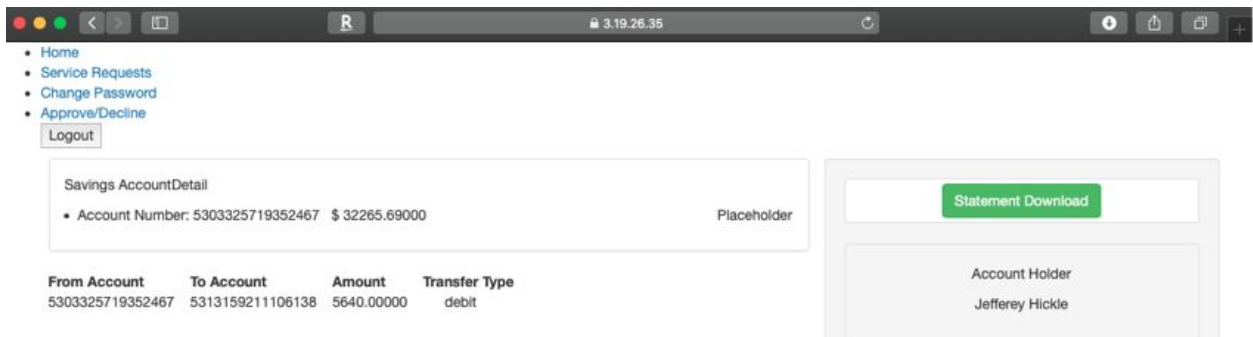 R 3.19.26.35
Home
Service Requests
Change Password
Approve/Decline
Logout
Savings AccountDetail
Account Number: 5303325719352467 $ 32265.69000 Placeholder
Statement Download
From Account To Account Amount Transfer Type
5303325719352467 5313159211106138 5640.00000 debit
Account Holder
Jefferey Hickle